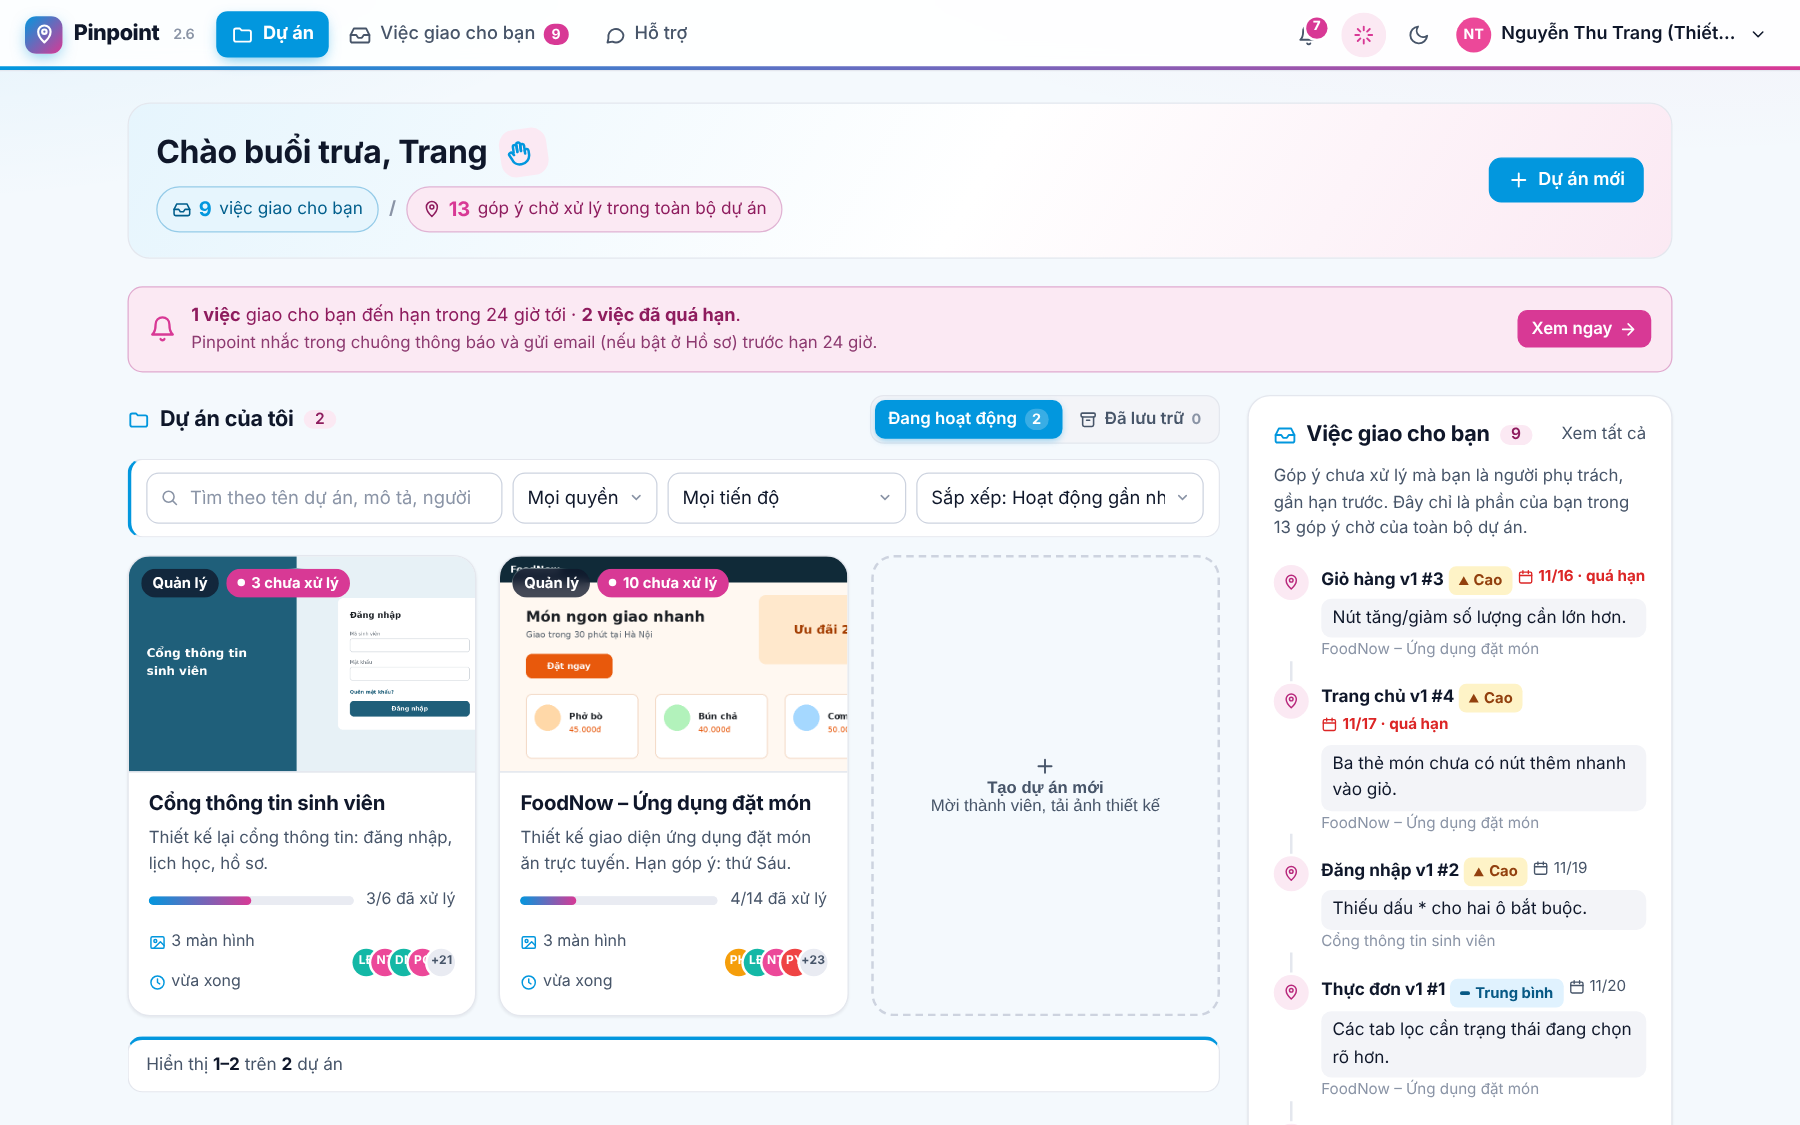 Pinpoint 2.6
Dự án
Việc giao cho bạn 9
Hỗ trợ
7
NT Nguyễn Thu Trang (Thiết...
Chào buổi trưa, Trang
9 việc giao cho bạn / 13 góp ý chờ xử lý trong toàn bộ dự án
+ Dự án mới
1 việc giao cho bạn đến hạn trong 24 giờ tới · 2 việc đã quá hạn.
Pinpoint nhắc trong chuông thông báo và gửi email (nếu bật ở Hồ sơ) trước hạn 24 giờ.
Xem ngay →
Dự án của tôi 2
Đang hoạt động 2
Đã lưu trữ 0
Tìm theo tên dự án, mô tả, người
Mọi quyền
Mọi tiến độ
Sắp xếp: Hoạt động gần nh
Quản lý
3 chưa xử lý
Cổng thông tin
sinh viên
Đăng nhập
Mã sinh viên
Mật khẩu
Quên mật khẩu?
Đăng nhập
Cổng thông tin sinh viên
Thiết kế lại cổng thông tin: đăng nhập,
lịch học, hồ sơ.
3/6 đã xử lý
3 màn hình
vừa xong
+21
Quản lý
10 chưa xử lý
Món ngon giao nhanh
Giao trong 30 phút tại Hà Nội
Đặt ngay
Ưu đãi 2
Phở bò
45.000đ
Bún chả
40.000đ
Cơm
50.00
FoodNow – Ứng dụng đặt món
Thiết kế giao diện ứng dụng đặt món
ăn trực tuyến. Hạn góp ý: thứ Sáu.
4/14 đã xử lý
3 màn hình
vừa xong
+23
Tạo dự án mới
Mời thành viên, tải ảnh thiết kế
Hiển thị 1–2 trên 2 dự án
Việc giao cho bạn 9
Xem tất cả
Góp ý chưa xử lý mà bạn là người phụ trách,
gần hạn trước. Đây chỉ là phần của bạn trong
13 góp ý chờ của toàn bộ dự án.
Giỏ hàng v1 #3 Cao 11/16 · quá hạn
Nút tăng/giảm số lượng cần lớn hơn.
FoodNow – Ứng dụng đặt món
Trang chủ v1 #4 Cao
11/17 · quá hạn
Ba thẻ món chưa có nút thêm nhanh
vào giỏ.
FoodNow – Ứng dụng đặt món
Đăng nhập v1 #2 Cao 11/19
Thiếu dấu * cho hai ô bắt buộc.
Cổng thông tin sinh viên
Thực đơn v1 #1 Trung bình 11/20
Các tab lọc cần trạng thái đang chọn
rõ hơn.
FoodNow – Ứng dụng đặt món